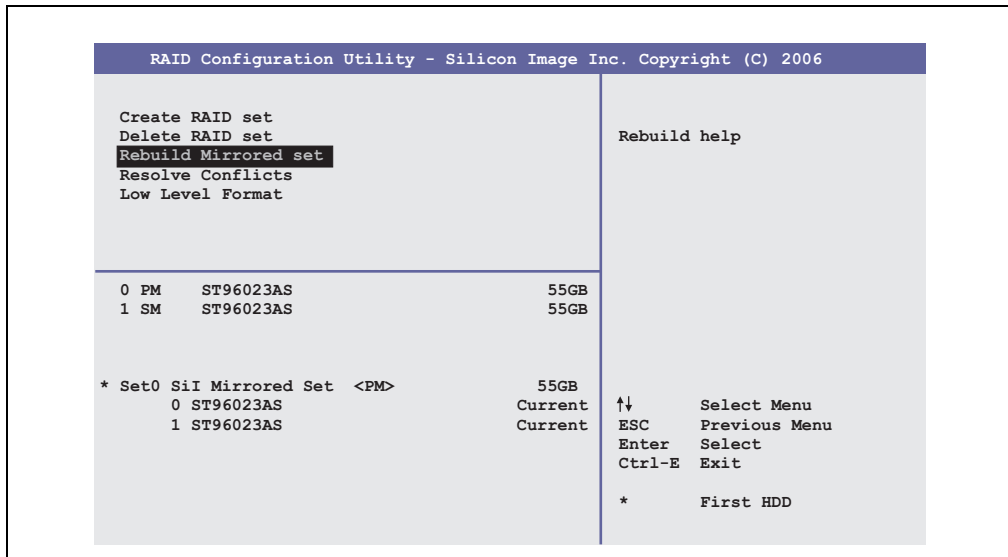 RAID Configuration Utility - Silicon Image Inc. Copyright (C) 2006
Create RAID set
Delete RAID set
Rebuild Mirrored set
Resolve Conflicts
Low Level Format
Rebuild help
0 PM ST96023AS 55GB
1 SM ST96023AS 55GB
* Set0 SiI Mirrored Set <PM> 55GB
0 ST96023AS Current
1 ST96023AS Current
↑↓ Select Menu
ESC Previous Menu
Enter Select
Ctrl-E Exit
* First HDD